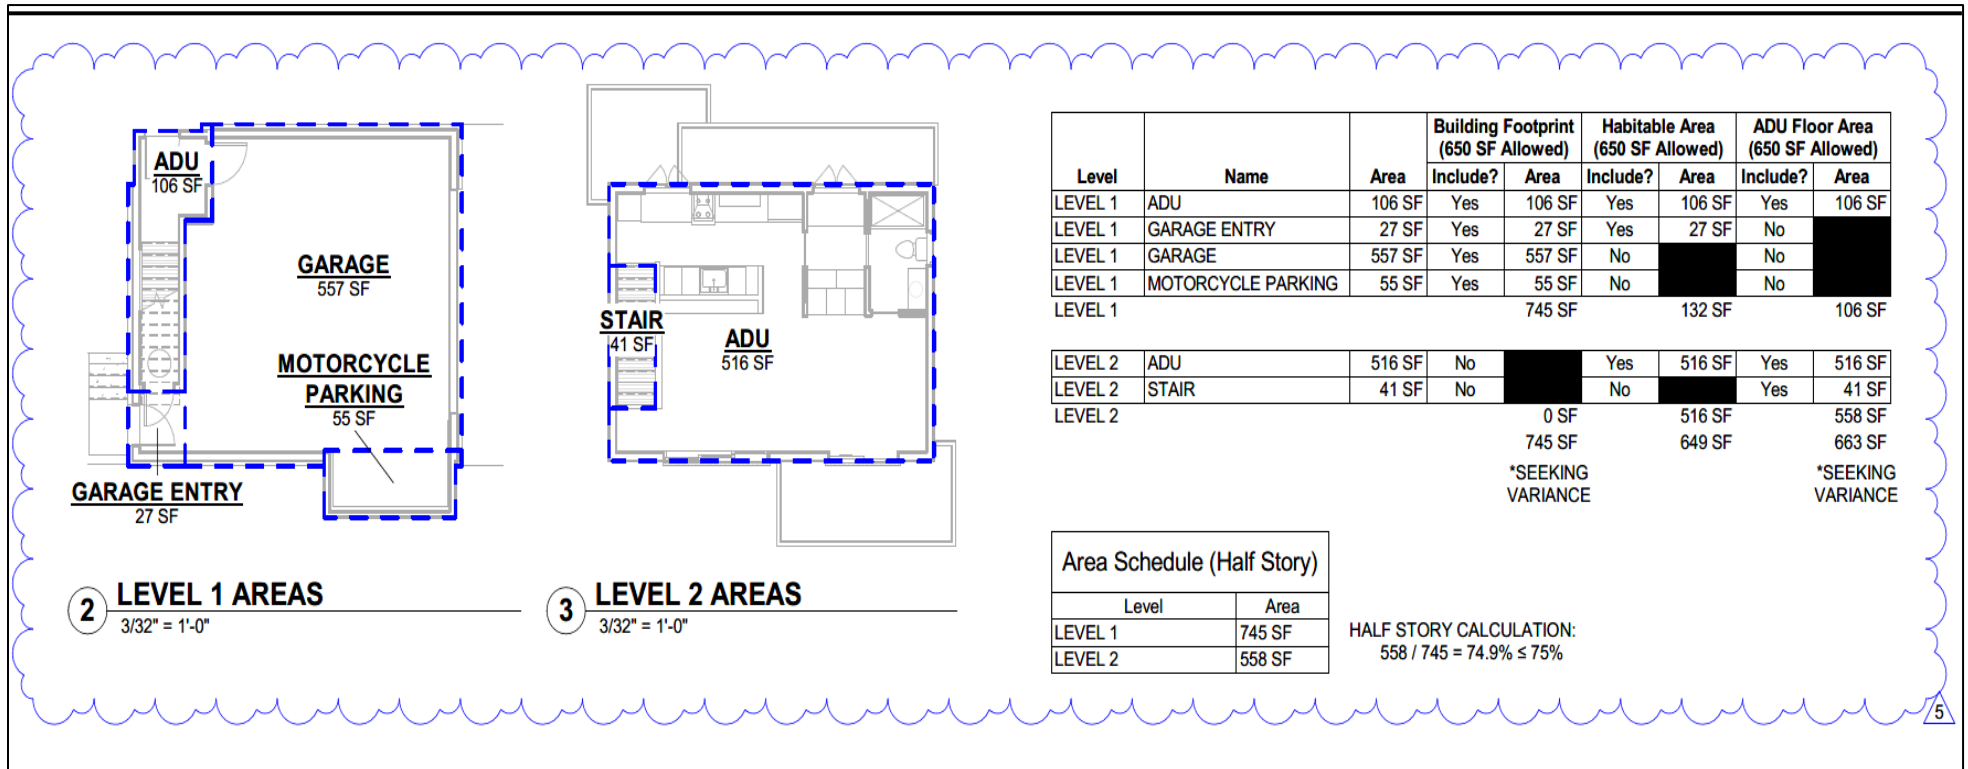 ADU
106 SF
GARAGE
557 SF
MOTORCYCLE
PARKING
55 SF
GARAGE ENTRY
27 SF
2 LEVEL 1 AREAS
3/32" = 1'-0"
STAIR
41 SF
ADU
516 SF
3 LEVEL 2 AREAS
3/32" = 1'-0"
Building Footprint (650 SF Allowed) Habitable Area (650 SF Allowed) ADU Floor Area (650 SF Allowed)
Level Name Area Include? Area Include? Area Include? Area
LEVEL 1 ADU 106 SF Yes 106 SF Yes 106 SF Yes 106 SF
LEVEL 1 GARAGE ENTRY 27 SF Yes 27 SF Yes 27 SF No
LEVEL 1 GARAGE 557 SF Yes 557 SF No No
LEVEL 1 MOTORCYCLE PARKING 55 SF Yes 55 SF No No
LEVEL 1 745 SF 132 SF 106 SF
LEVEL 2 ADU 516 SF No Yes 516 SF Yes 516 SF
LEVEL 2 STAIR 41 SF No No Yes 41 SF
LEVEL 2 0 SF 516 SF 558 SF
745 SF 649 SF 663 SF
*SEEKING VARIANCE *SEEKING VARIANCE
Area Schedule (Half Story)
Level Area
LEVEL 1 745 SF
LEVEL 2 558 SF
HALF STORY CALCULATION:
558 / 745 = 74.9% ≤ 75%
5